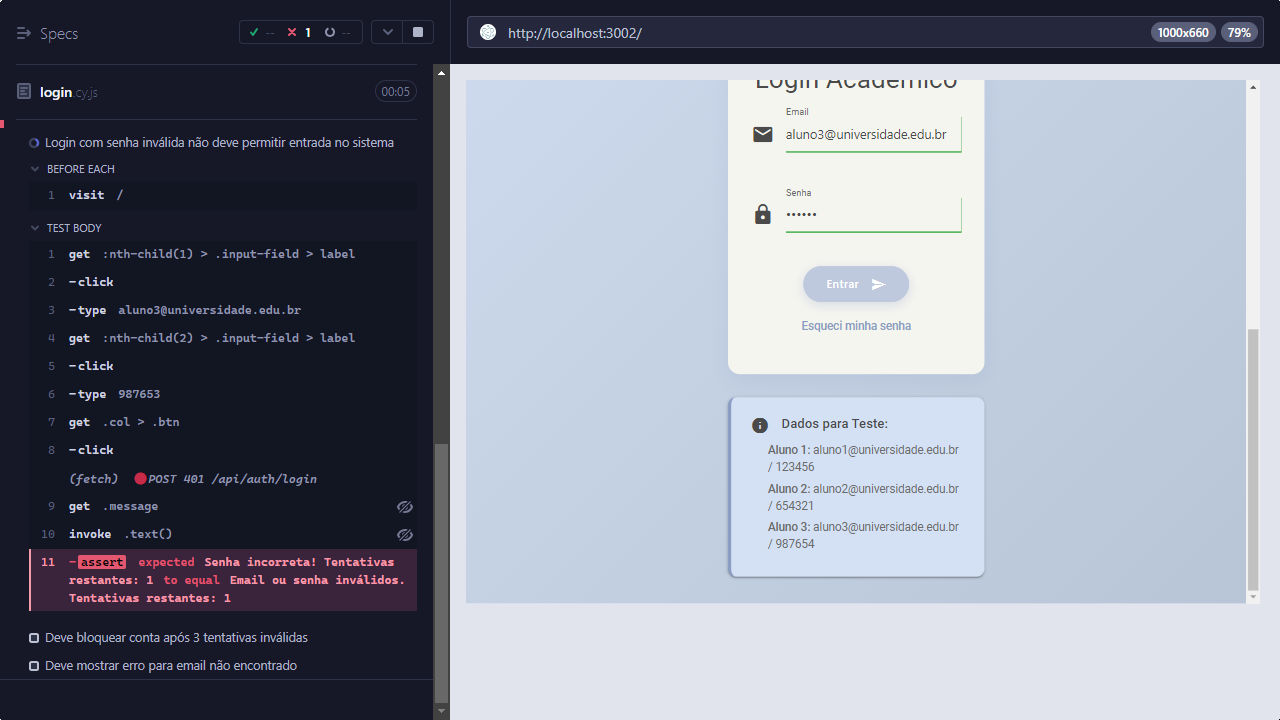 Specs
-- 1 --
login.cy.js
00:05
Login com senha inválida não deve permitir entrada no sistema
BEFORE EACH
1 visit /
TEST BODY
1 get :nth-child(1) > .input-field > label
2 -click
3 -type aluno3@universidade.edu.br
4 get :nth-child(2) > .input-field > label
5 -click
6 -type 987653
7 get .col > .btn
8 -click
(fetch) POST 401 /api/auth/login
9 get .message
10 invoke .text()
11 -assert expected Senha incorreta! Tentativas
restantes: 1 to equal Email ou senha inválidos.
Tentativas restantes: 1
Deve bloquear conta após 3 tentativas inválidas
Deve mostrar erro para email não encontrado
http://localhost:3002/
1000x660 79%
Login Acadêmico
Email
aluno3@universidade.edu.br
Senha
••••••
Entrar
Esqueci minha senha
Dados para Teste:
Aluno 1: aluno1@universidade.edu.br
/ 123456
Aluno 2: aluno2@universidade.edu.br
/ 654321
Aluno 3: aluno3@universidade.edu.br
/ 987654